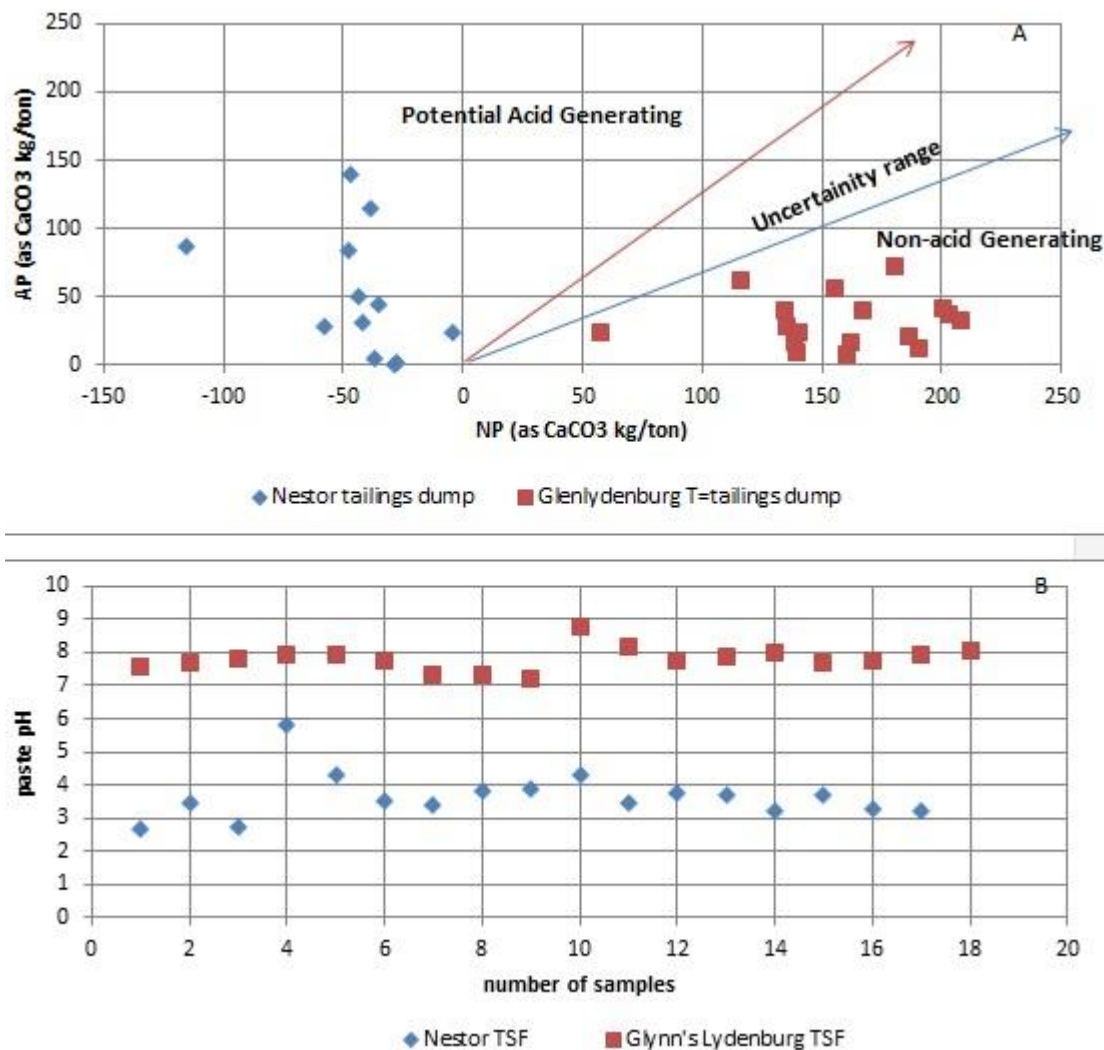 A
250
200
150
100
50
0
-150 -100 -50 0 50 100 150 200 250
AP (as CaCO3 kg/ton)
NP (as CaCO3 kg/ton)
Potential Acid Generating
Uncertainity range
Non-acid Generating
Nestor tailings dump Glenlydenburg T=tailings dump
B
10
9
8
7
6
5
4
3
2
1
0
0 2 4 6 8 10 12 14 16 18 20
paste pH
number of samples
Nestor TSF Glynn's Lydenburg TSF